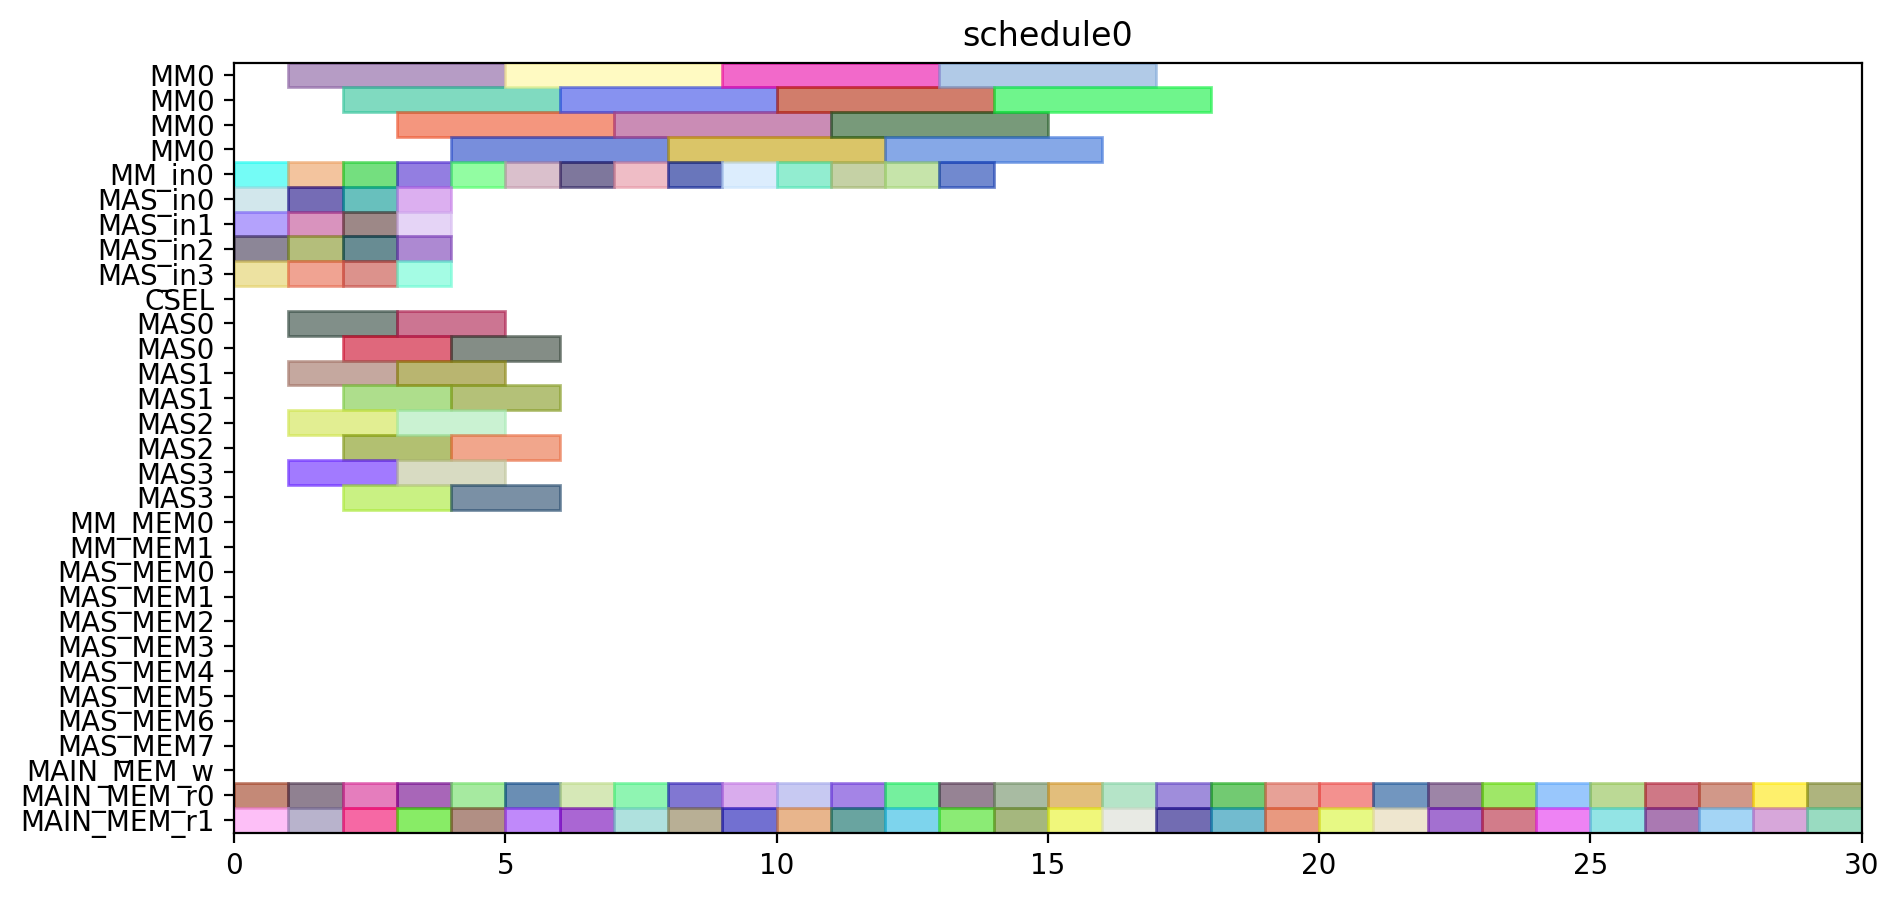 schedule0
MM0
MM0
MM0
MM0
MM_in0
MAS_in0
MAS_in1
MAS_in2
MAS_in3
CSEL
MAS0
MAS0
MAS1
MAS1
MAS2
MAS2
MAS3
MAS3
MM_MEM0
MM_MEM1
MAS_MEM0
MAS_MEM1
MAS_MEM2
MAS_MEM3
MAS_MEM4
MAS_MEM5
MAS_MEM6
MAS_MEM7
MAIN_MEM_w
MAIN_MEM_r0
MAIN_MEM_r1
0 5 10 15 20 25 30